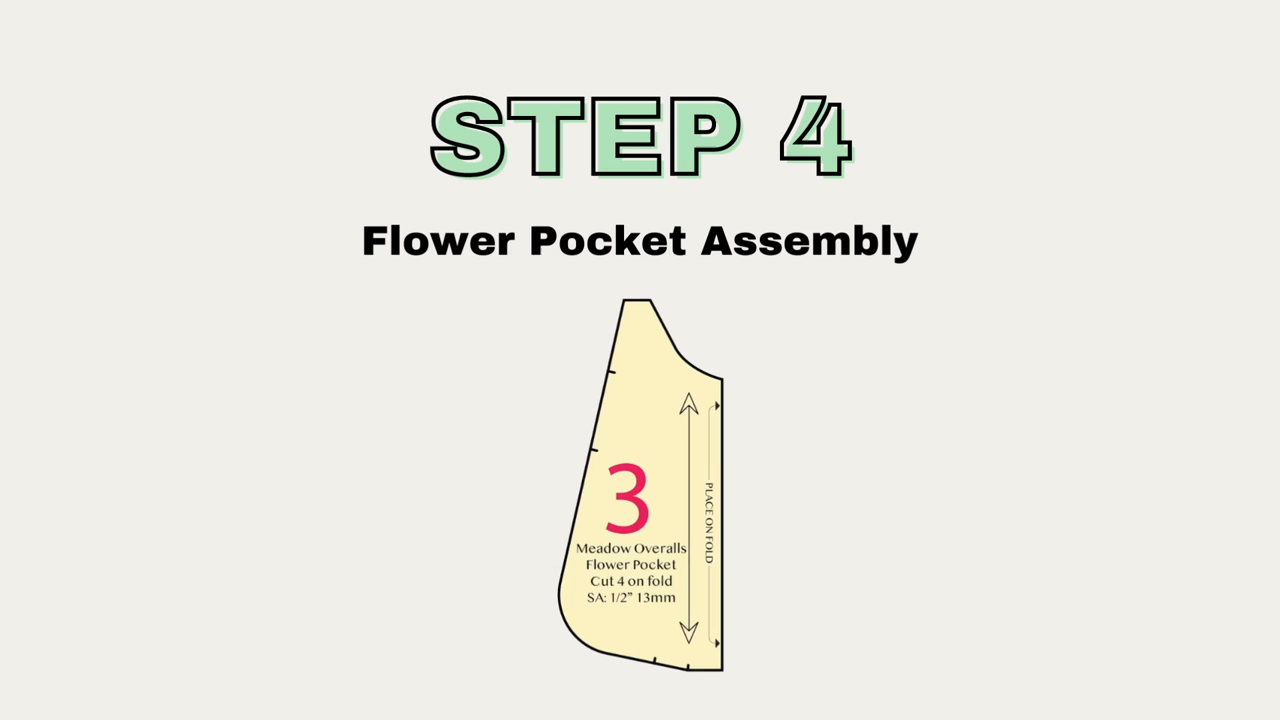 STEP 4
Flower Pocket Assembly
3
Meadow Overalls
Flower Pocket
Cut 4 on fold
SA: 1/2” 13mm
PLACE ON FOLD